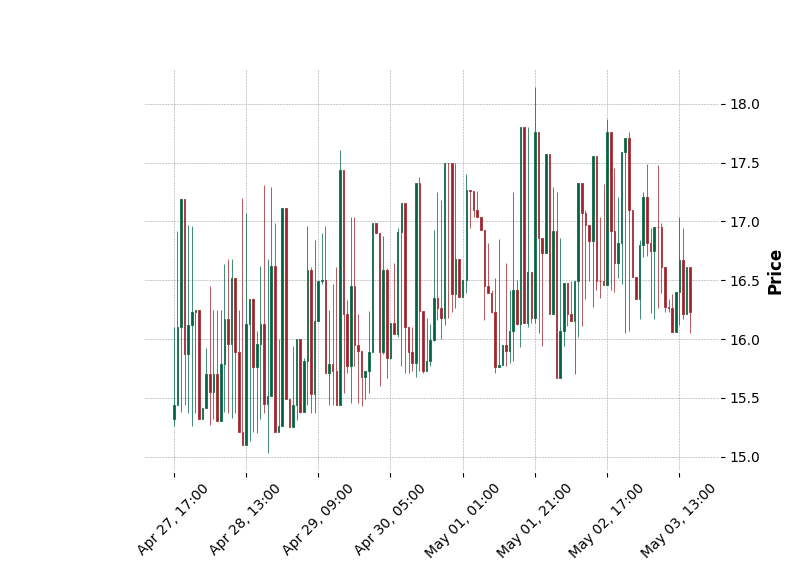 18.0
17.5
17.0
16.5
16.0
15.5
15.0
Price
Apr 27, 17:00
Apr 28, 13:00
Apr 29, 09:00
Apr 30, 05:00
May 01, 01:00
May 01, 21:00
May 02, 17:00
May 03, 13:00